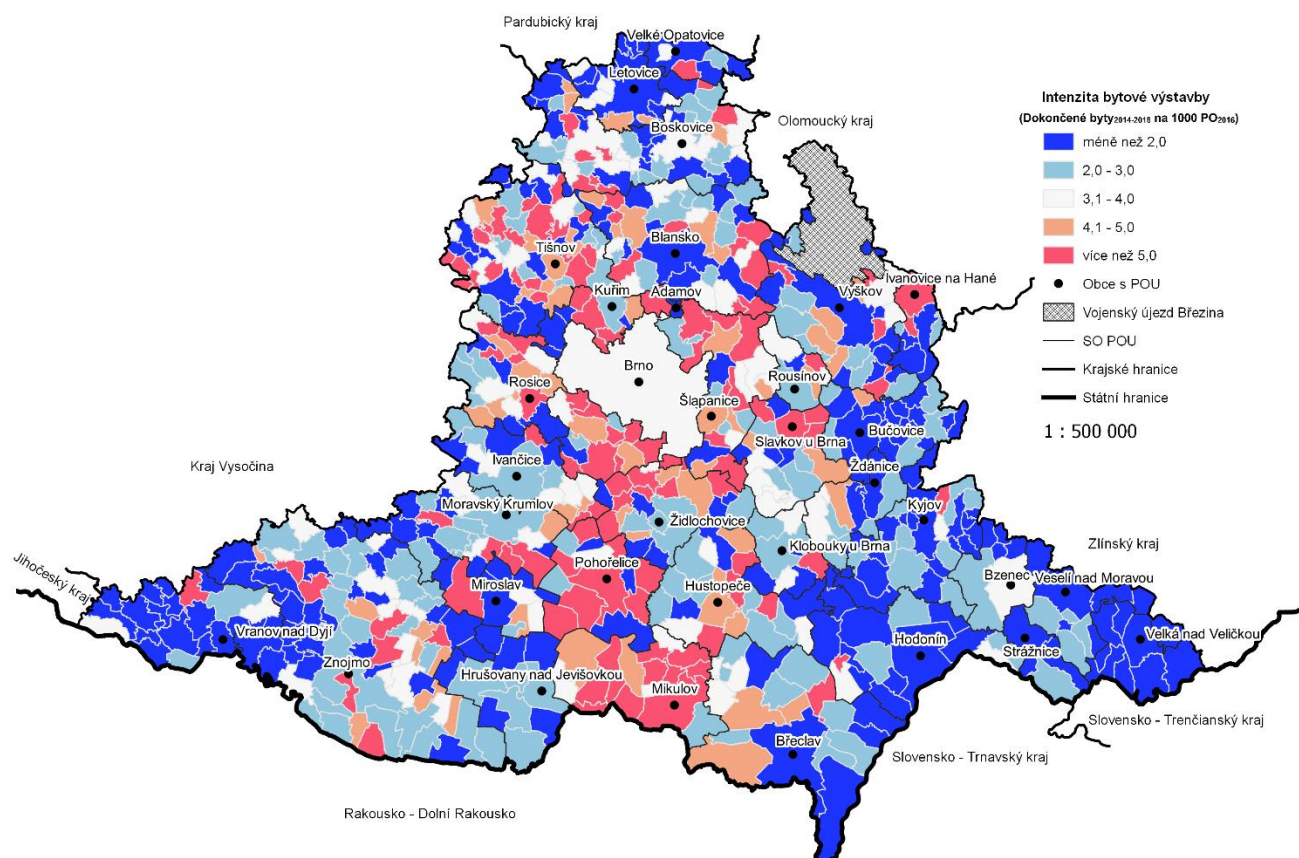 Pardubický kraj
Velké Opatovice
Letovice
Olomoucký kraj
Boskovice
Intenzita bytové výstavby
(Dokončené byty2014-2018 na 1000 PO2016)
méně než 2,0
2,0 - 3,0
3,1 - 4,0
4,1 - 5,0
více než 5,0
Obce s POU
Vojenský újezd Březina
SO POU
Krajské hranice
Státní hranice
1 : 500 000
Tišnov
Blansko
Kuřim
Adamov
Vyškov
Ivanovice na Hané
Brno
Rosice
Rousínov
Šlapanice
Slavkov u Brna
Bučovice
Kraj Vysočina
Ivančice
Ždánice
Moravský Krumlov
Židlochovice
Kyjov
Klobouky u Brna
Zlínský kraj
Jihočeský kraj
Miroslav
Pohořelice
Hustopeče
Bzenec
Veselí nad Moravou
Vranov nad Dyjí
Hodonín
Strážnice
Velká nad Veličkou
Znojmo
Hrušovany nad Jevišovkou
Mikulov
Břeclav
Slovensko - Trenčianský kraj
Slovensko - Trnavský kraj
Rakousko - Dolní Rakousko